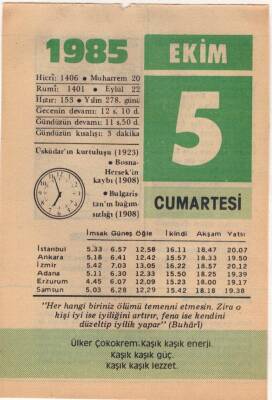 1985
EKİM
5
CUMARTESİ
Hicrî: 1406 • Muharrem 20
Rumî: 1401 • Eylül 22
Hızır: 153 • Yılın 278. günü
Gecenin devamı: 12 s. 10 d.
Gündüzün devamı: 11 s. 50 d.
Gündüzün kısalışı: 3 dakika
Üsküdar'ın kurtuluşu (1923)
• Bosna-
Hersek'in
kaybı (1908)
• Bulgaris
tan'ın bağım-
sızlığı (1908)
İmsak Güneş Öğle İkindi Akşam Yatsı
İstanbul 5.33 6.57 12.58 16.11 18.47 20.07
Ankara 5.18 6.41 12.42 15.57 18.33 19.50
İzmir 5.42 7.03 13.05 16.22 18.57 20.12
Adana 5.11 6.30 12.33 15.50 18.25 19.39
Erzurum 4.45 6.07 12.09 15.23 18.00 19.17
Samsun 5.03 6.28 12.29 15.42 18.18 19.38
"Her hangi biriniz ölümü temenni etmesin. Zira o
kişi iyi ise iyiliğini artırır, fena ise kendini
düzeltip iyilik yapar" (Buhârî)
Ülker Çokokrem.Kaşık kaşık enerji.
Kaşık kaşık güç.
Kaşık kaşık lezzet.